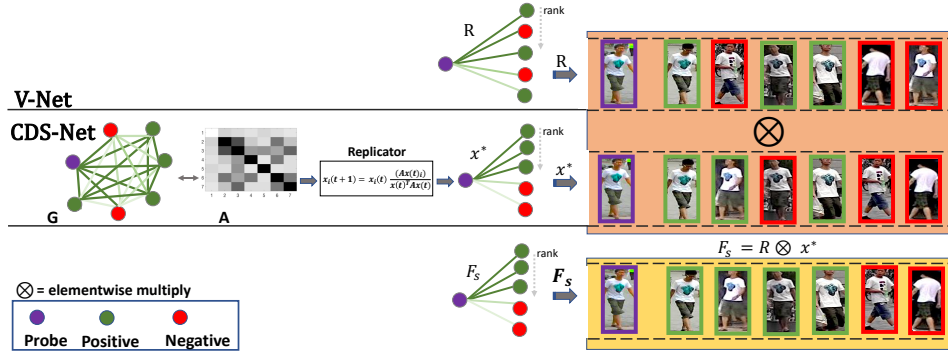 R
rank
R
V-Net
CDS-Net
G
1
2
3
4
5
6
7
1 2 3 4 5 6 7
A
Replicator
x_i(t+1) = x_i(t) (Ax(t)_i) / x(t)^T Ax(t)
x*
rank
x*
⊗
F_s = R ⊗ x*
F_s
rank
F_s
⊗ = elementwise multiply
Probe Positive Negative